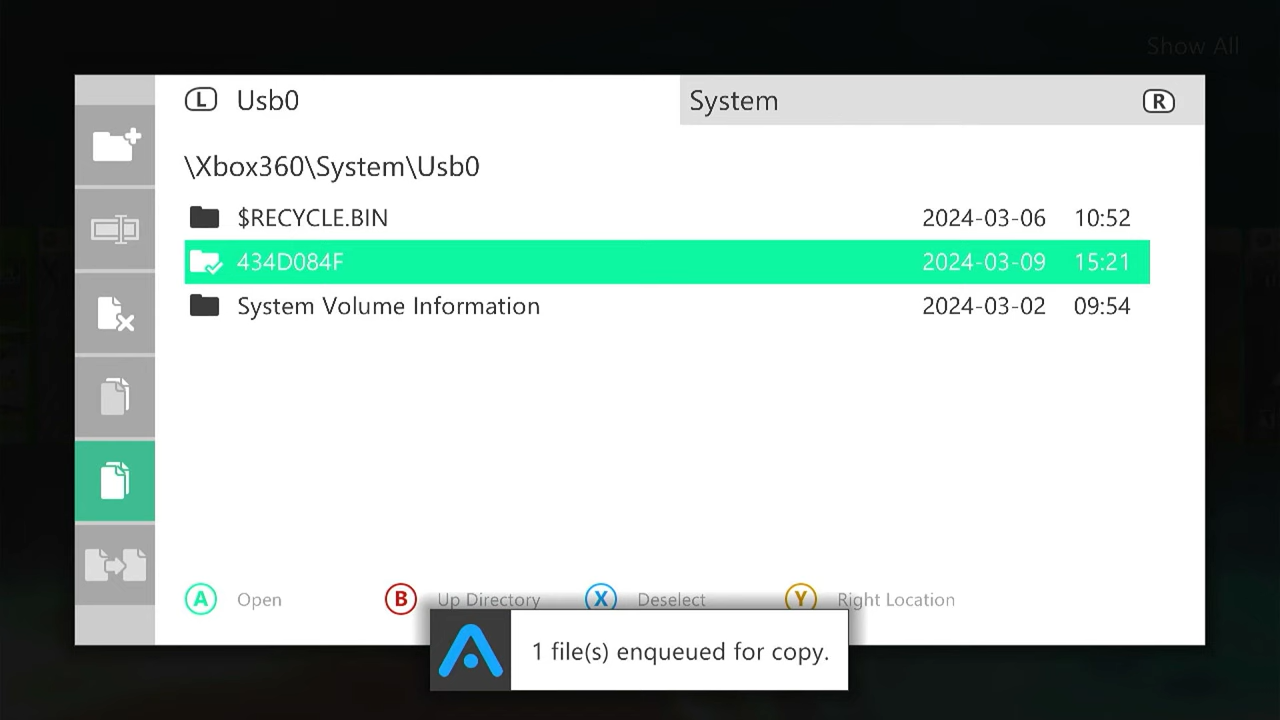 Show All
L Usb0
System R
\Xbox360\System\Usb0
$RECYCLE.BIN 2024-03-06 10:52
434D084F 2024-03-09 15:21
System Volume Information 2024-03-02 09:54
A Open B Up Directory X Deselect Y Right Location
1 file(s) enqueued for copy.